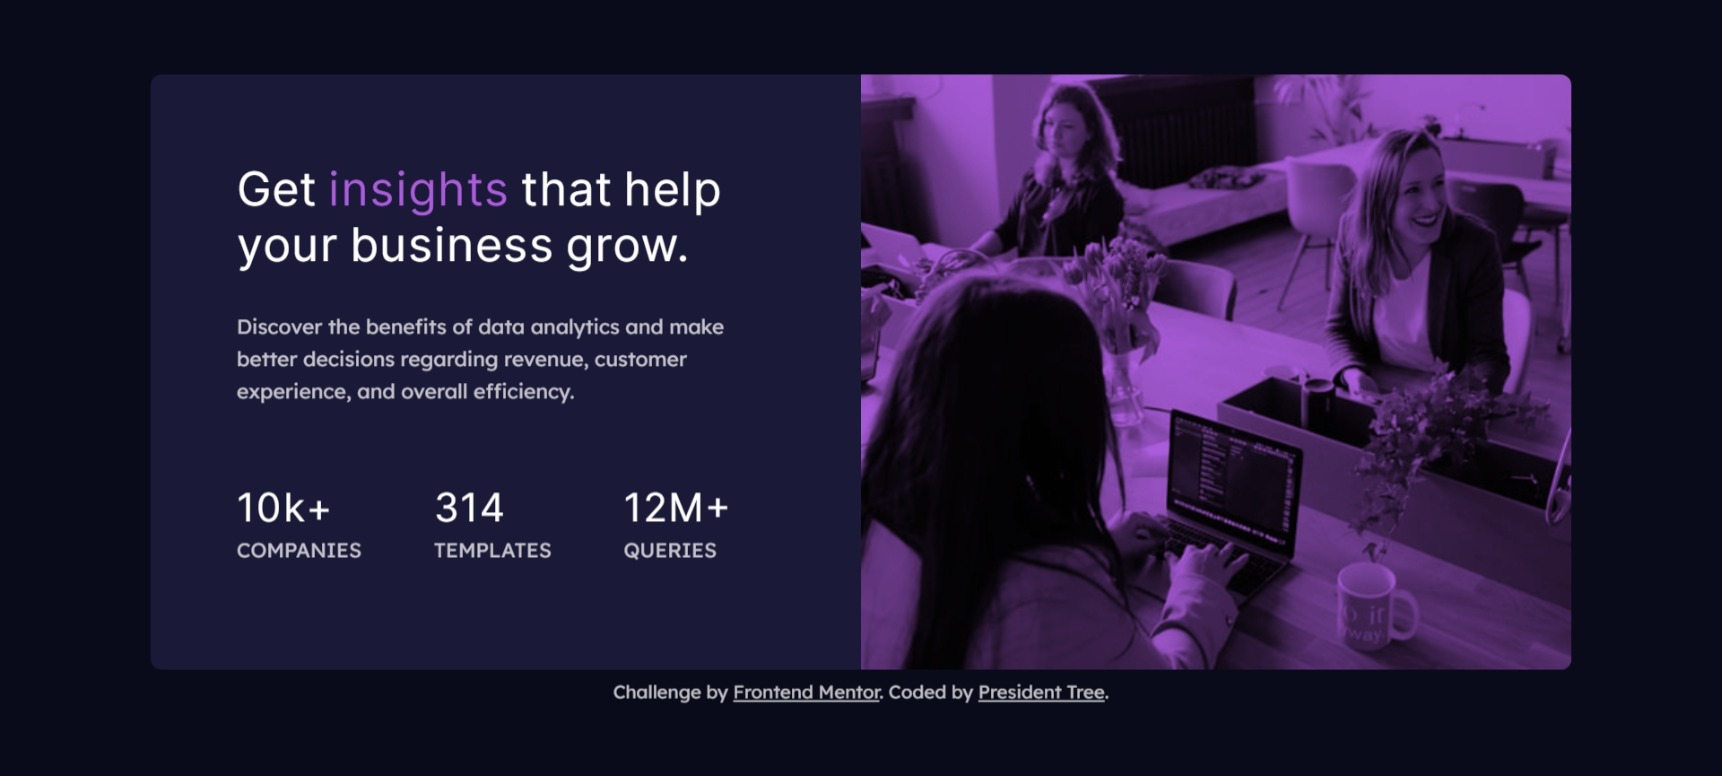 Get insights that help
your business grow.
Discover the benefits of data analytics and make
better decisions regarding revenue, customer
experience, and overall efficiency.
10k+ 314 12M+
COMPANIES TEMPLATES QUERIES
Challenge by Frontend Mentor. Coded by President Tree.